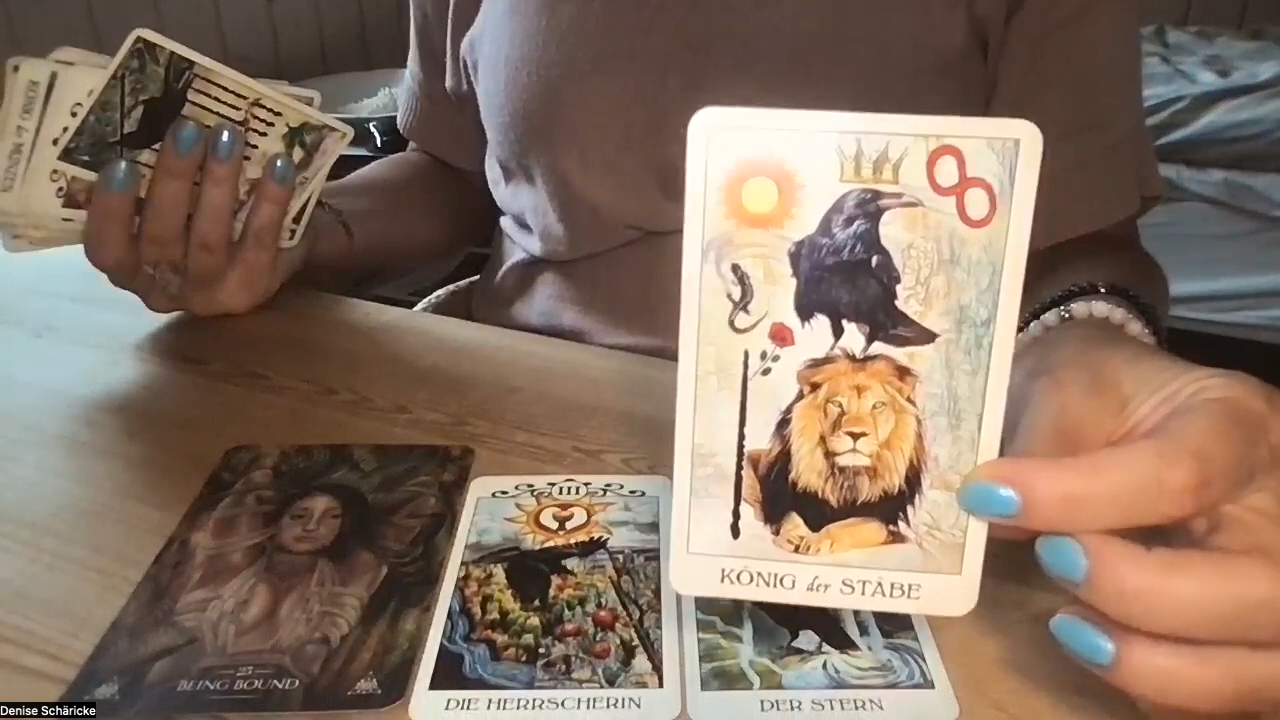 KÖNIG der STÄBE
III
27
BEING BOUND
DIE HERRSCHERIN
DER STERN
Denise Schäricke